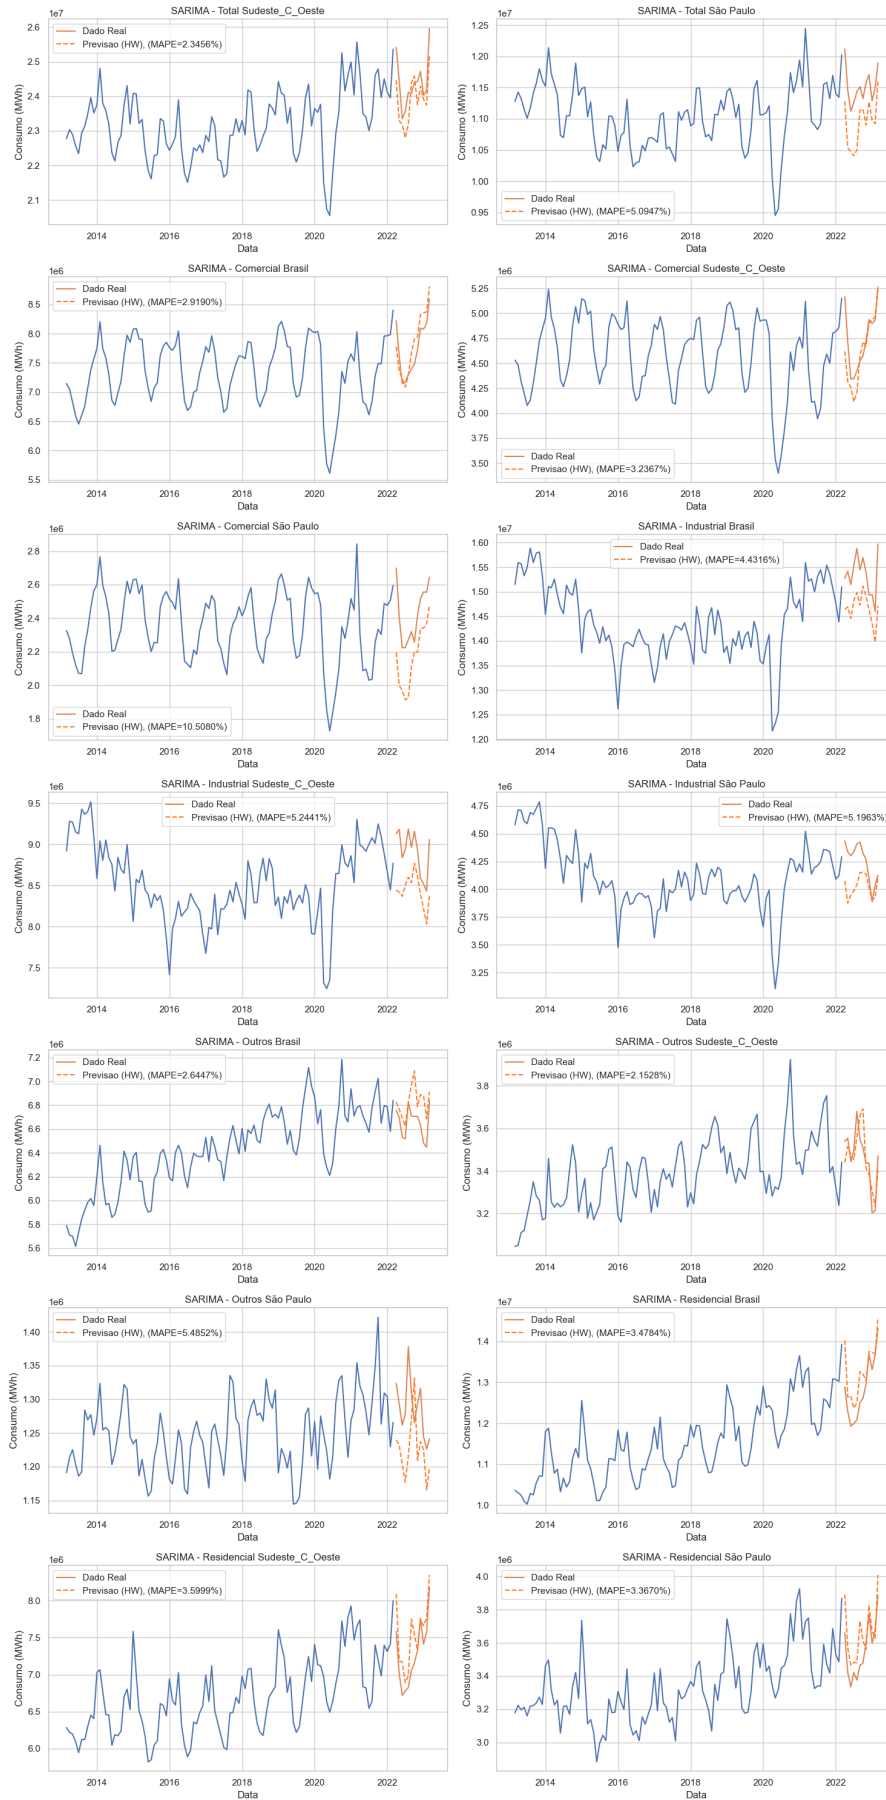 SARIMA - Total Sudeste_C_Oeste
1e6
Dado Real
Previsao (HW), (MAPE=2.3456%)
Consumo (MWh)
2.6
2.5
2.4
2.3
2.2
2.1
2014 2016 2018 2020 2022
Data
SARIMA - Total São Paulo
1e7
1.25
1.20
1.15
1.10
1.05
1.00
0.95
Dado Real
Previsao (HW), (MAPE=5.0947%)
2014 2016 2018 2020 2022
Data
SARIMA - Comercial Brasil
1e6
Dado Real
Previsao (HW), (MAPE=2.9190%)
Consumo (MWh)
8.5
8.0
7.5
7.0
6.5
6.0
5.5
2014 2016 2018 2020 2022
Data
SARIMA - Comercial Sudeste_C_Oeste
1e6
5.25
5.00
4.75
4.50
4.25
4.00
3.75
3.50
Dado Real
Previsao (HW), (MAPE=3.2367%)
2014 2016 2018 2020 2022
Data
SARIMA - Comercial São Paulo
1e6
Consumo (MWh)
2.8
2.6
2.4
2.2
2.0
1.8
Dado Real
Previsao (HW), (MAPE=10.5080%)
2014 2016 2018 2020 2022
Data
SARIMA - Industrial Brasil
1e7
Dado Real
Previsao (HW), (MAPE=4.4316%)
1.60
1.55
1.50
1.45
1.40
1.35
1.30
1.25
1.20
2014 2016 2018 2020 2022
Data
SARIMA - Industrial Sudeste_C_Oeste
1e6
Dado Real
Previsao (HW), (MAPE=5.2441%)
Consumo (MWh)
9.5
9.0
8.5
8.0
7.5
2014 2016 2018 2020 2022
Data
SARIMA - Industrial São Paulo
1e6
Dado Real
Previsao (HW), (MAPE=5.1963%)
4.75
4.50
4.25
4.00
3.75
3.50
3.25
2014 2016 2018 2020 2022
Data
SARIMA - Outros Brasil
1e6
Dado Real
Previsao (HW), (MAPE=2.6447%)
Consumo (MWh)
7.2
7.0
6.8
6.6
6.4
6.2
6.0
5.8
5.6
2014 2016 2018 2020 2022
Data
SARIMA - Outros Sudeste_C_Oeste
1e6
Dado Real
Previsao (HW), (MAPE=2.1528%)
3.8
3.6
3.4
3.2
2014 2016 2018 2020 2022
Data
SARIMA - Outros São Paulo
1e6
Dado Real
Previsao (HW), (MAPE=5.4852%)
Consumo (MWh)
1.40
1.35
1.30
1.25
1.20
1.15
2014 2016 2018 2020 2022
Data
SARIMA - Residencial Brasil
1e7
Dado Real
Previsao (HW), (MAPE=3.4784%)
1.4
1.3
1.2
1.1
1.0
2014 2016 2018 2020 2022
Data
SARIMA - Residencial Sudeste_C_Oeste
1e6
Dado Real
Previsao (HW), (MAPE=3.5999%)
Consumo (MWh)
8.0
7.5
7.0
6.5
6.0
2014 2016 2018 2020 2022
Data
SARIMA - Residencial São Paulo
1e6
Dado Real
Previsao (HW), (MAPE=3.3670%)
4.0
3.8
3.6
3.4
3.2
3.0
2014 2016 2018 2020 2022
Data